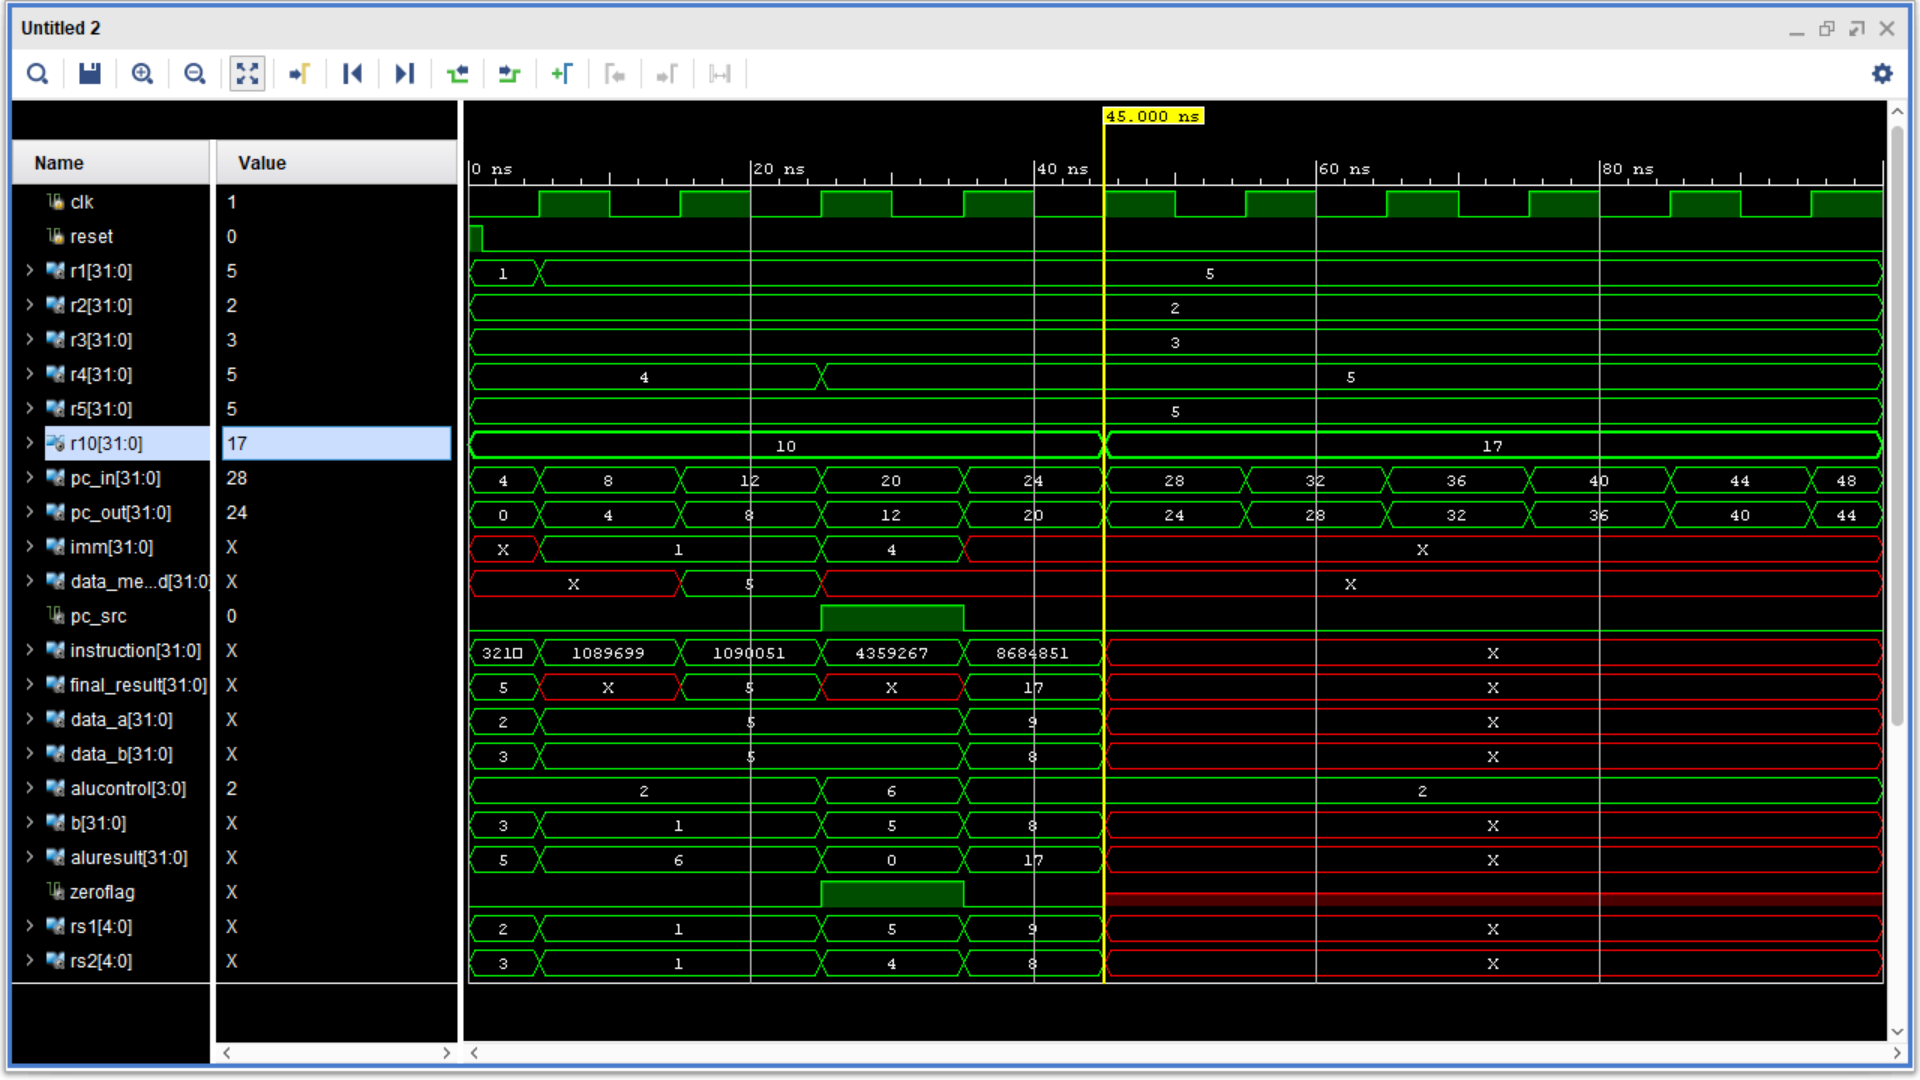 Untitled 2
45.000 ns
Name Value
0 ns 20 ns 40 ns 60 ns 80 ns
clk 1
reset 0
r1[31:0] 5 1 5
r2[31:0] 2 2
r3[31:0] 3 3
r4[31:0] 5 4 5
r5[31:0] 5 5
r10[31:0] 17 10 17
pc_in[31:0] 28 4 8 12 20 24 28 32 36 40 44 48
pc_out[31:0] 24 0 4 8 12 20 24 28 32 36 40 44
imm[31:0] X X 1 4 X
data_me...d[31:0] X X 5 X
pc_src 0
instruction[31:0] X 321 1089699 1090051 4359267 8684851 X
final_result[31:0] X 5 X 5 X 17 X
data_a[31:0] X 2 5 9 X
data_b[31:0] X 3 5 8 X
alucontrol[3:0] 2 2 6 2
b[31:0] X 3 1 5 8 X
aluresult[31:0] X 5 6 0 17 X
zeroflag X
rs1[4:0] X 2 1 5 9 X
rs2[4:0] X 3 1 4 8 X